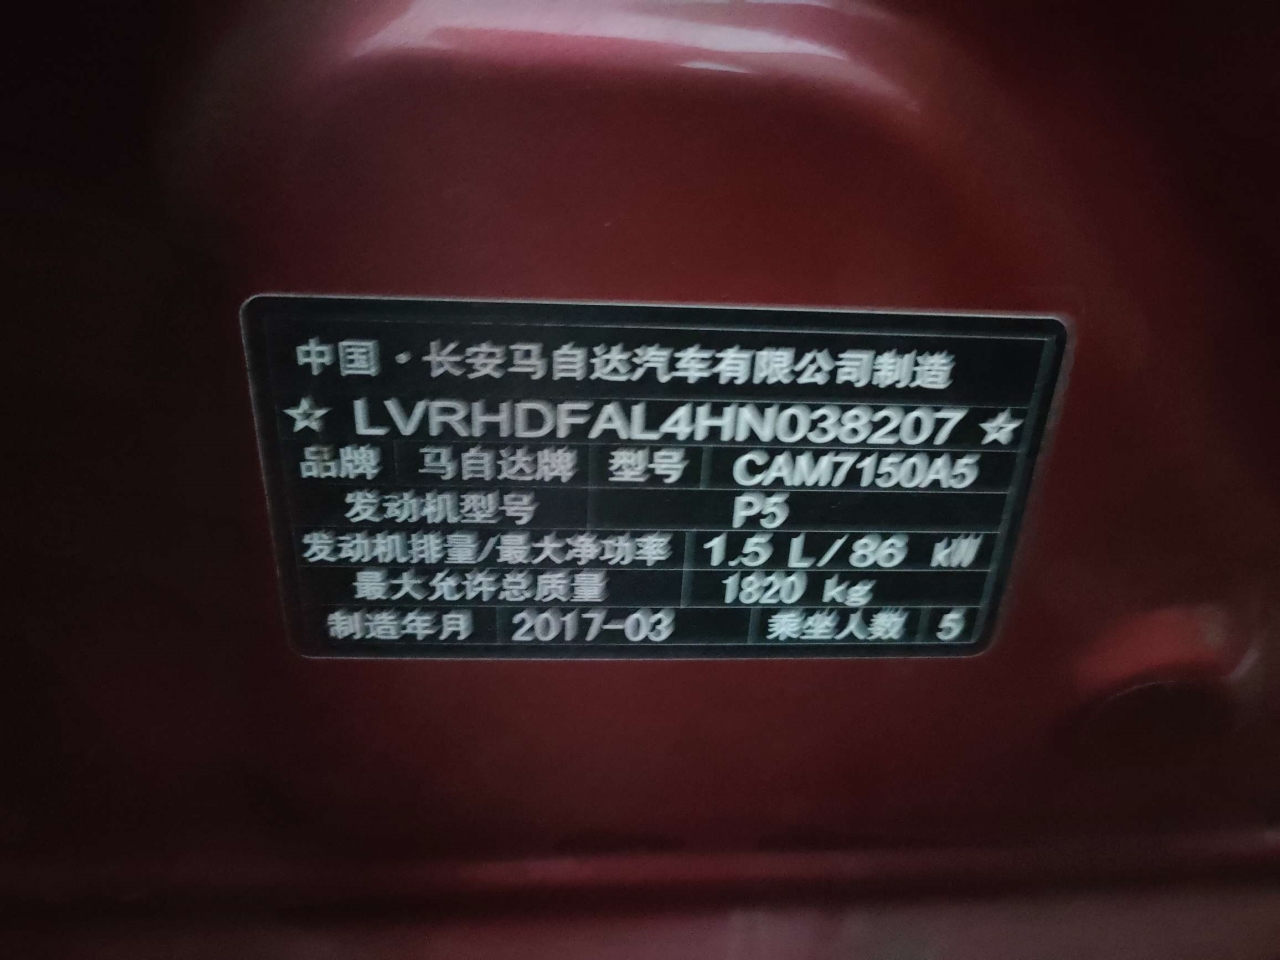 中国·长安马自达汽车有限公司制造
☆ LVRHDFAL4HN038207 ☆
品牌 马自达牌 型号 CAM7150A5
发动机型号 P5
发动机排量/最大净功率 1.5 L/86 kW
最大允许总质量 1820 kg
制造年月 2017-03 乘坐人数 5